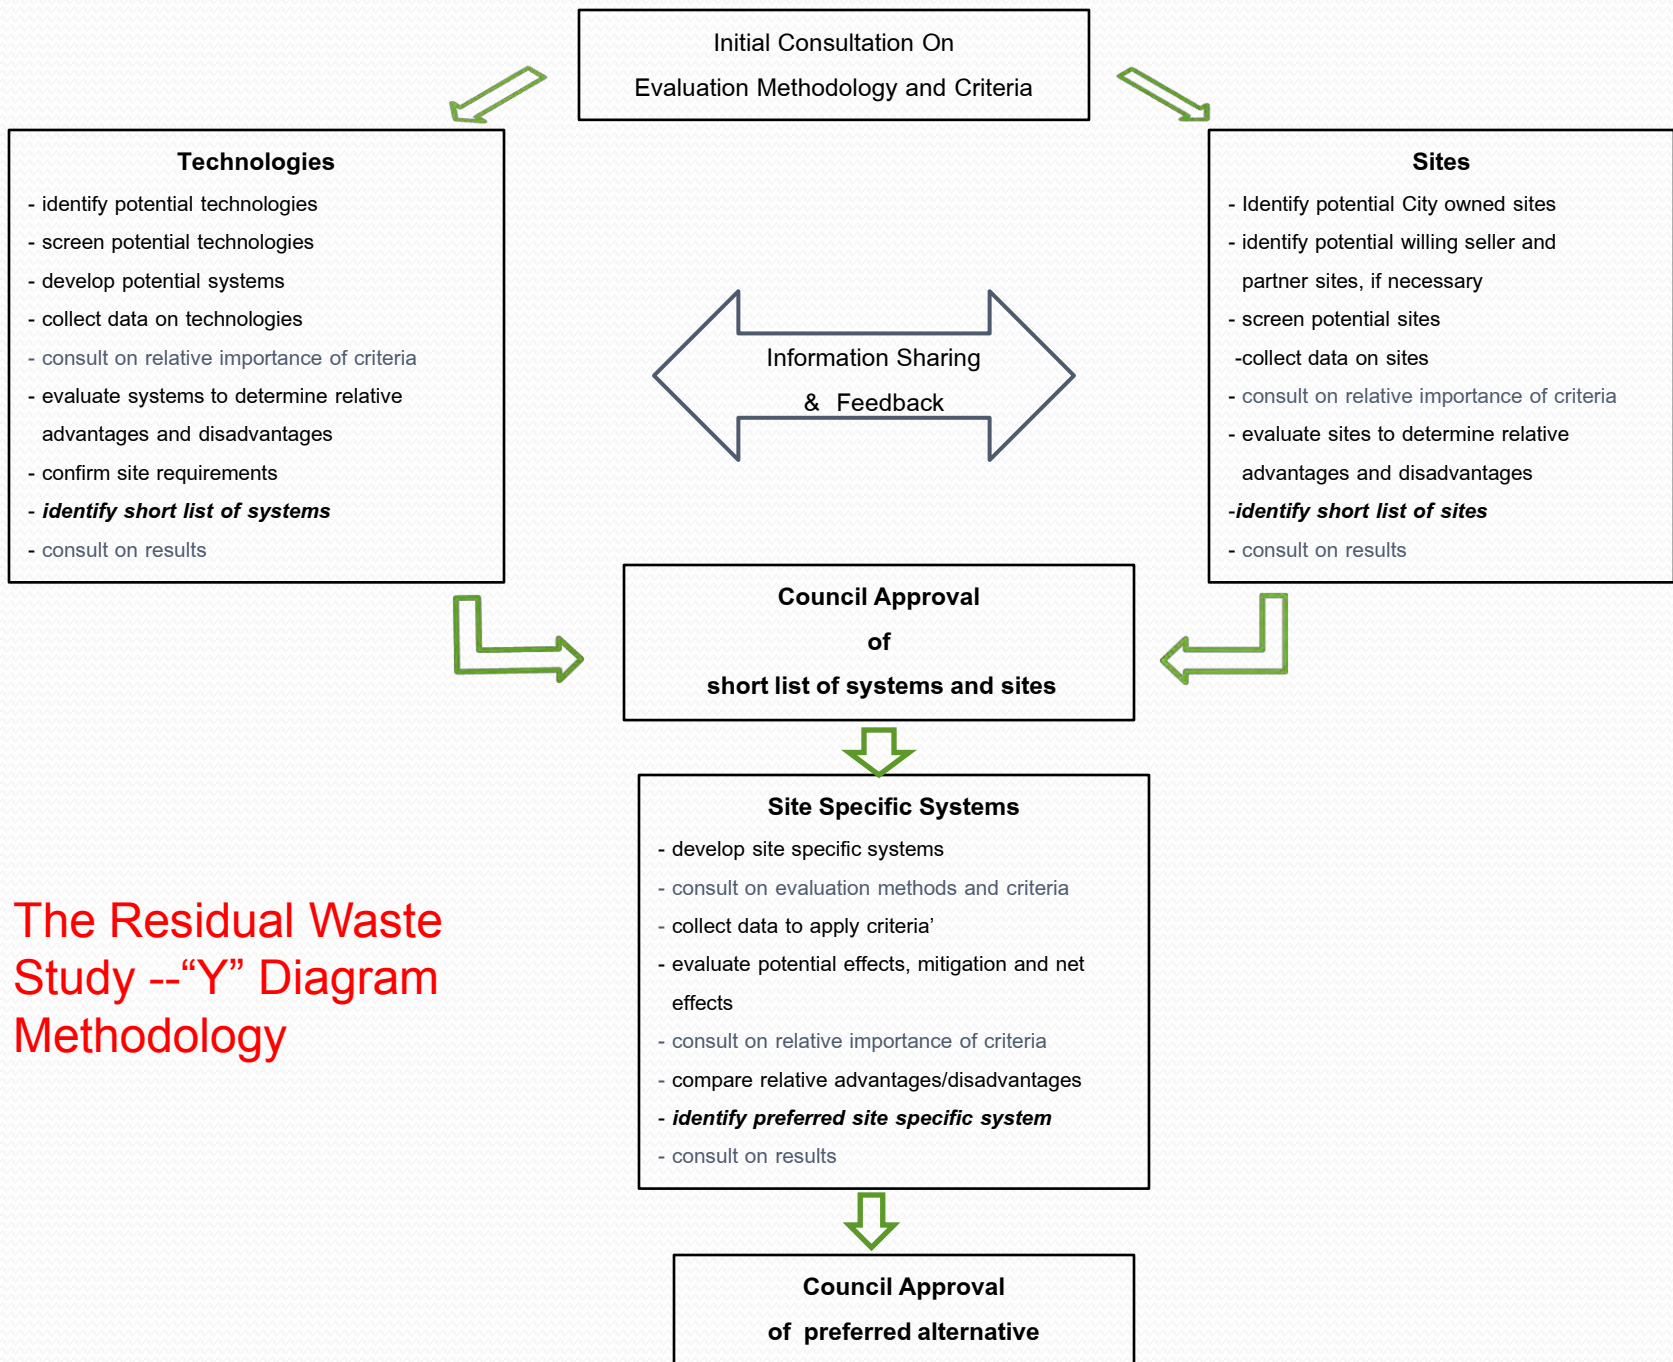 Initial Consultation On
Evaluation Methodology and Criteria
Technologies
- identify potential technologies
- screen potential technologies
- develop potential systems
- collect data on technologies
- consult on relative importance of criteria
- evaluate systems to determine relative
advantages and disadvantages
- confirm site requirements
- identify short list of systems
- consult on results
Information Sharing
& Feedback
Sites
- Identify potential City owned sites
- identify potential willing seller and
partner sites, if necessary
- screen potential sites
-collect data on sites
- consult on relative importance of criteria
- evaluate sites to determine relative
advantages and disadvantages
-identify short list of sites
- consult on results
Council Approval
of
short list of systems and sites
Site Specific Systems
- develop site specific systems
- consult on evaluation methods and criteria
- collect data to apply criteria’
- evaluate potential effects, mitigation and net
effects
- consult on relative importance of criteria
- compare relative advantages/disadvantages
- identify preferred site specific system
- consult on results
The Residual Waste
Study --“Y” Diagram
Methodology
Council Approval
of preferred alternative